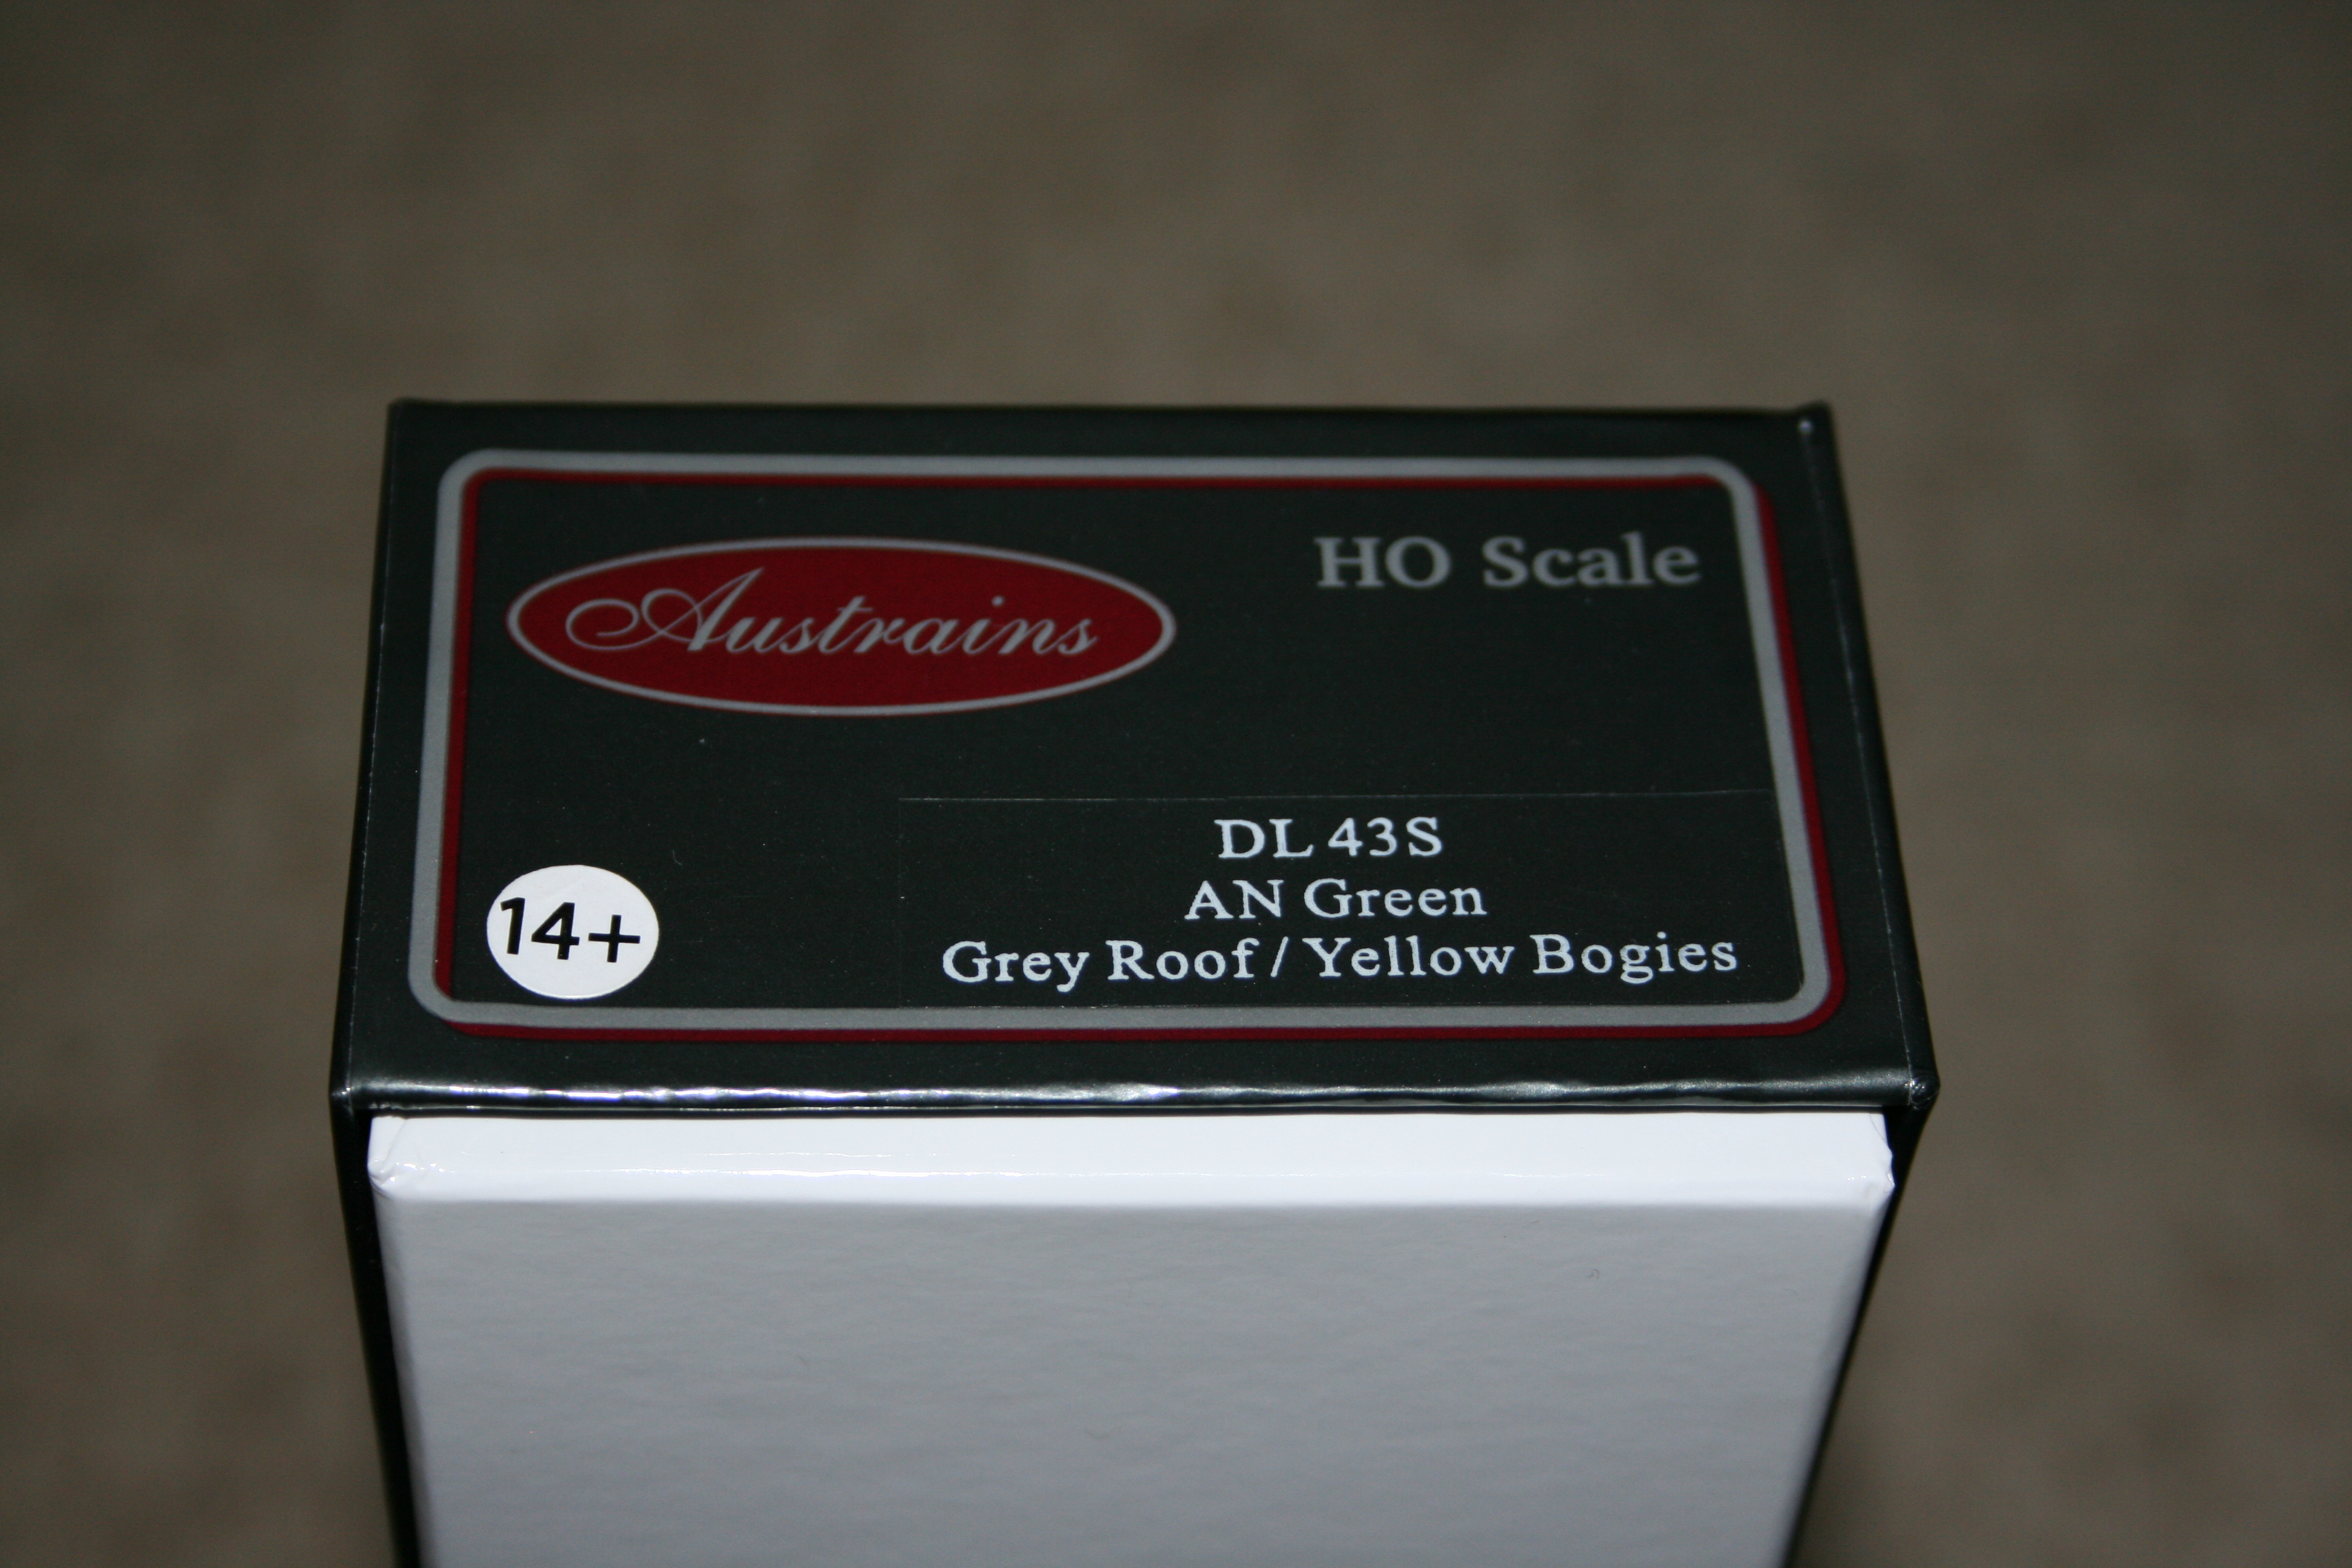 Austrains
HO Scale
DL 43S
AN Green
Grey Roof / Yellow Bogies
14+